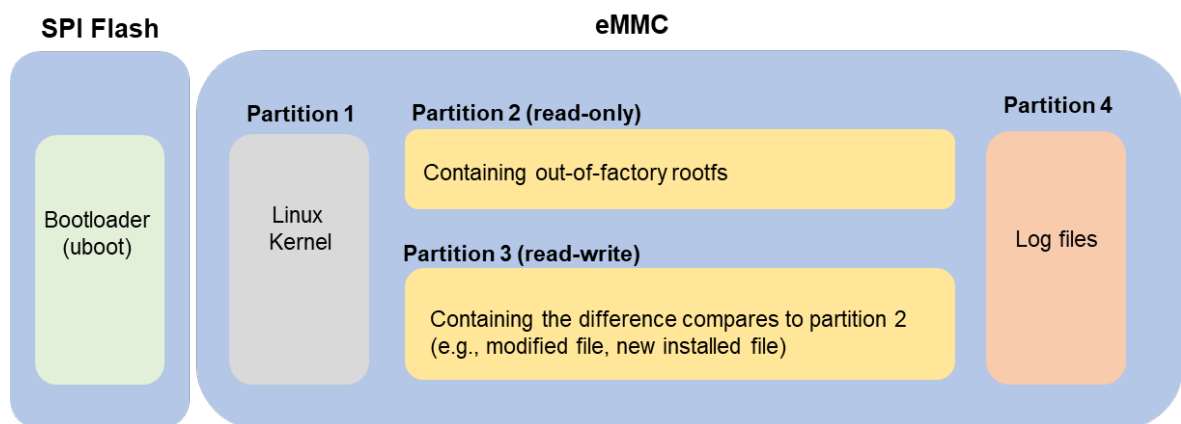 SPI Flash
eMMC
Bootloader
(uboot)
Partition 1
Linux
Kernel
Partition 2 (read-only)
Containing out-of-factory rootfs
Partition 3 (read-write)
Containing the difference compares to partition 2
(e.g., modified file, new installed file)
Partition 4
Log files